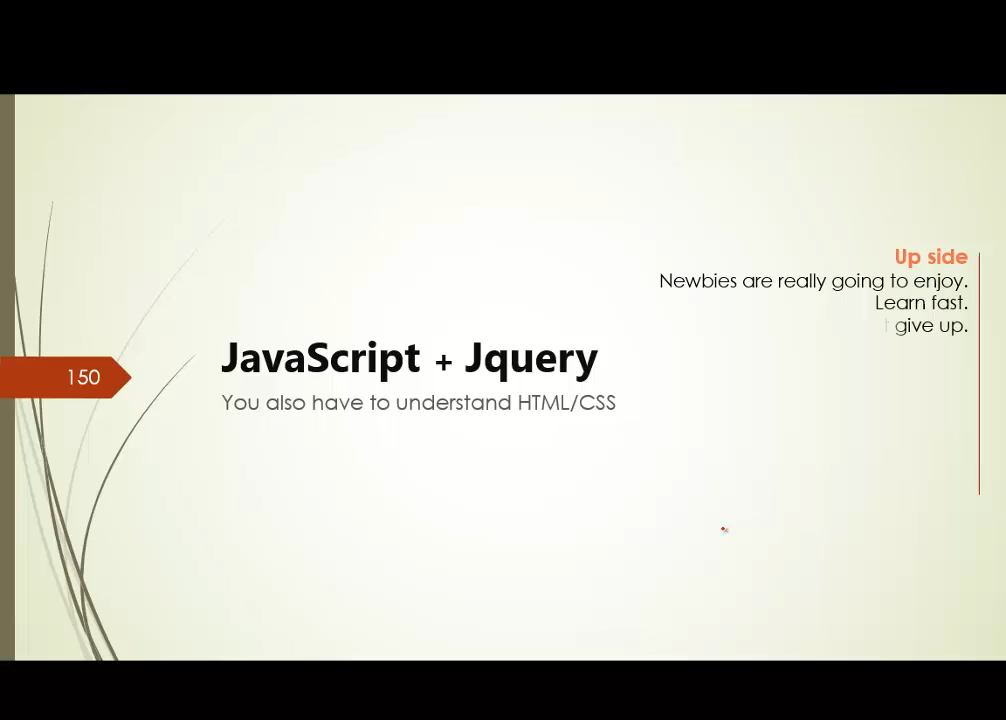 Up side
Newbies are really going to enjoy.
Learn fast.
give up.
JavaScript + Jquery
150
You also have to understand HTML/CSS